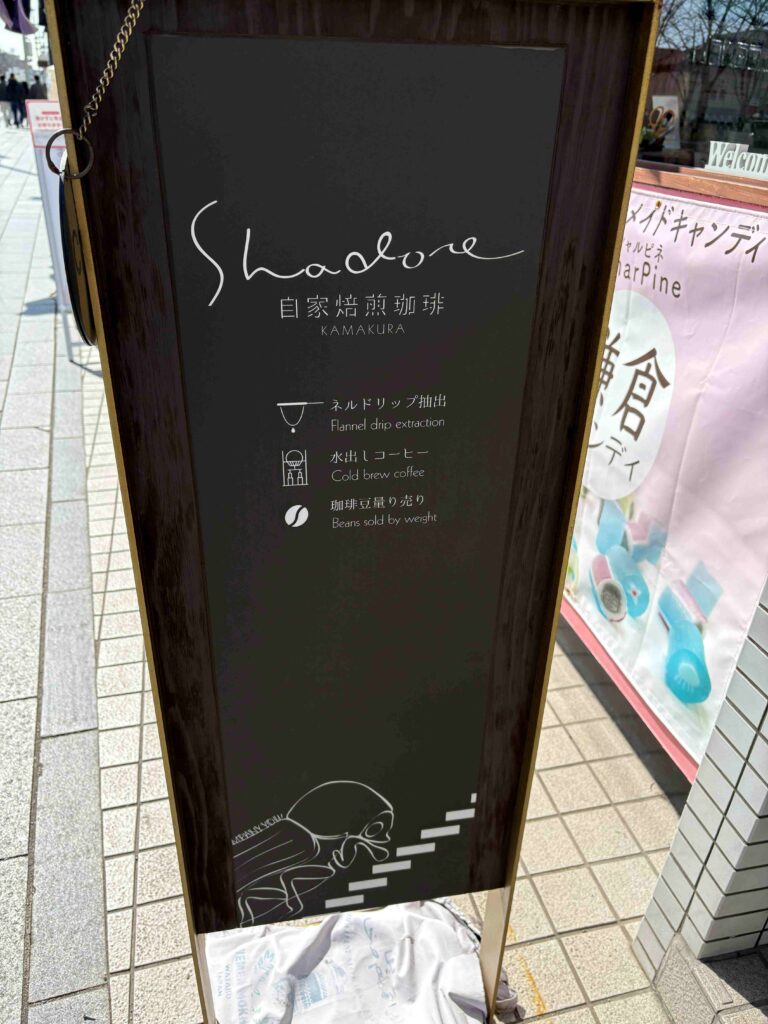 Shadore
自家焙煎珈琲
KAMAKURA
ネルドリップ抽出
Flannel drip extraction
水出しコーヒー
Cold brew coffee
珈琲豆量り売り
Beans sold by weight
MPANY YOU!
Welcom
メイドキャンディ
ャルピネ
harPine
鎌倉
ンディ